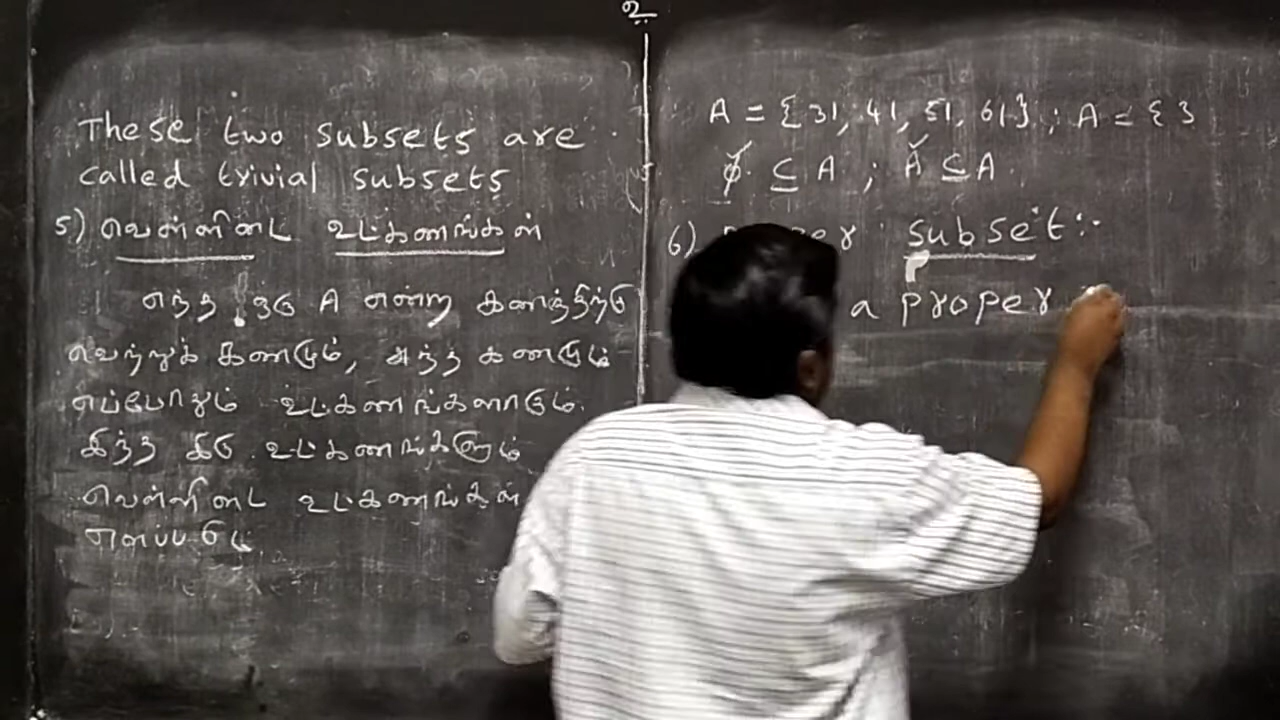 உ
These two subsets are
called trivial subsets
5) வெள்ளிடை உட்கணங்கள்
எந்த ஒரு A என்ற கணத்திற்கு
வெற்றுக் கணமும், அந்த கணமும்
எப்போதும் உட்கணங்களாகும்.
இந்த இரு உட்கணங்களும்
வெள்ளிடை உட்கணங்கள்
எனப்படும்
A = {31, 41, 51, 61} ; A = { 3
φ ⊆ A ; A ⊆ A
6) subset :-
a proper